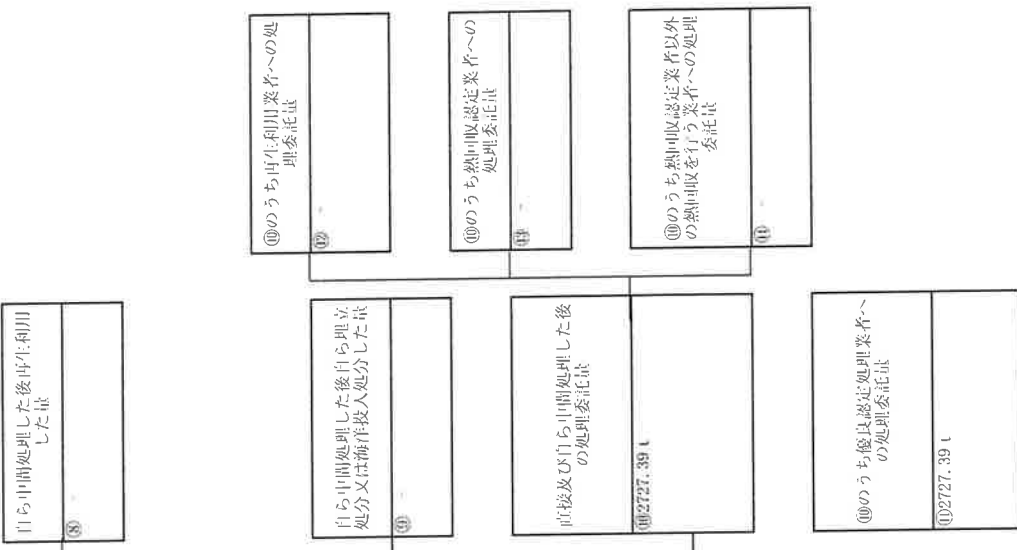 自ら中間処理した後再生利用
した量
⑧
自ら中間処理した後自ら埋立
処分又は海洋投入処分した量
⑨
直接及び自ら中間処理した後
の処理委託量
⑩2727.39 t
⑩のうち優良認定処理業者へ
の処理委託量
⑪2727.39 t
⑩のうち再生利用業者への処
理委託量
⑫
-
⑩のうち熱回収認定業者への
処理委託量
⑬
-
⑩のうち熱回収認定業者以外
の熱回収を行う業者への処理
委託量
⑭
-